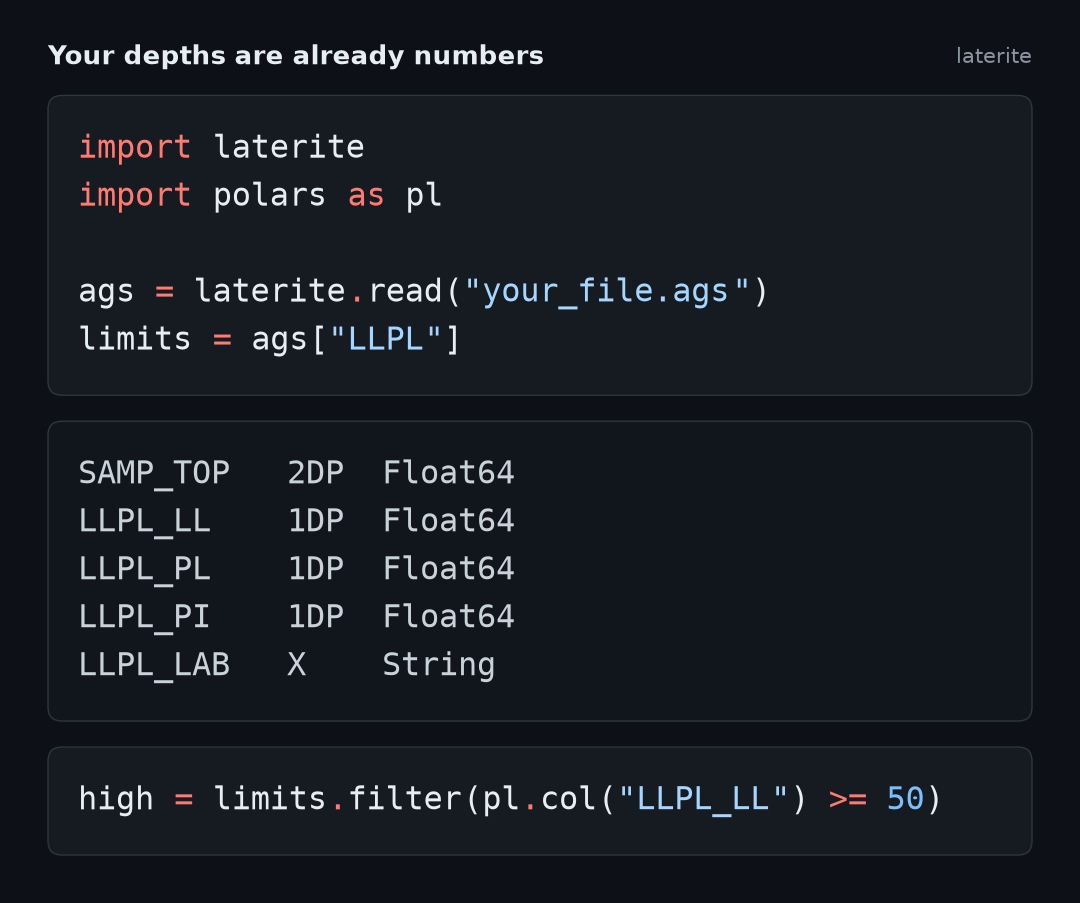 Your depths are already numbers
laterite
import laterite
import polars as pl
ags = laterite.read("your_file.ags")
limits = ags["LLPL"]
SAMP_TOP 2DP Float64
LLPL_LL 1DP Float64
LLPL_PL 1DP Float64
LLPL_PI 1DP Float64
LLPL_LAB X String
high = limits.filter(pl.col("LLPL_LL") >= 50)